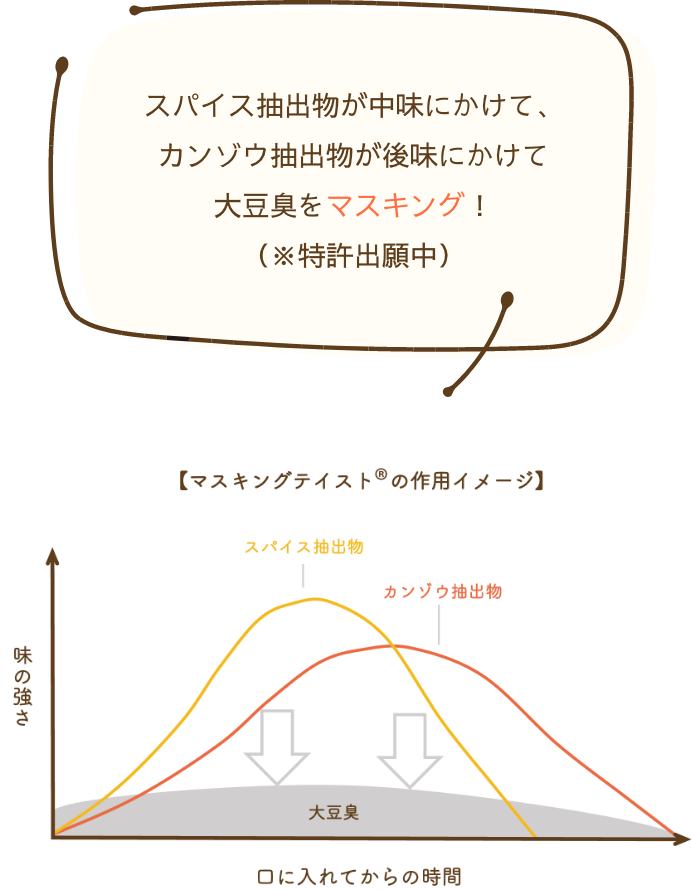 スパイス抽出物が中味にかけて、
カンゾウ抽出物が後味にかけて
大豆臭をマスキング！
（※特許出願中）
【マスキングテイスト®の作用イメージ】
スパイス抽出物
カンゾウ抽出物
味の強さ
大豆臭
口に入れてからの時間